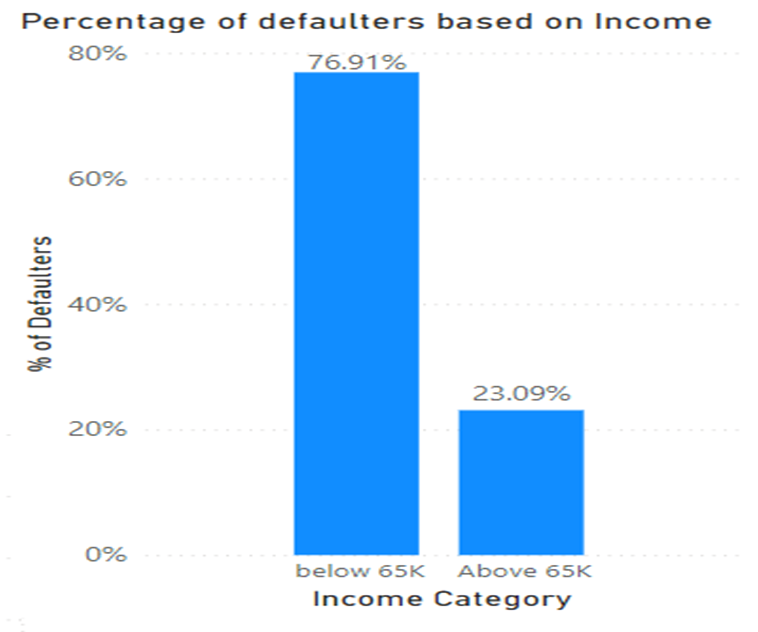 Percentage of defaulters based on Income
80%
76.91%
60%
% of Defaulters
40%
23.09%
20%
0%
below 65K Above 65K
Income Category